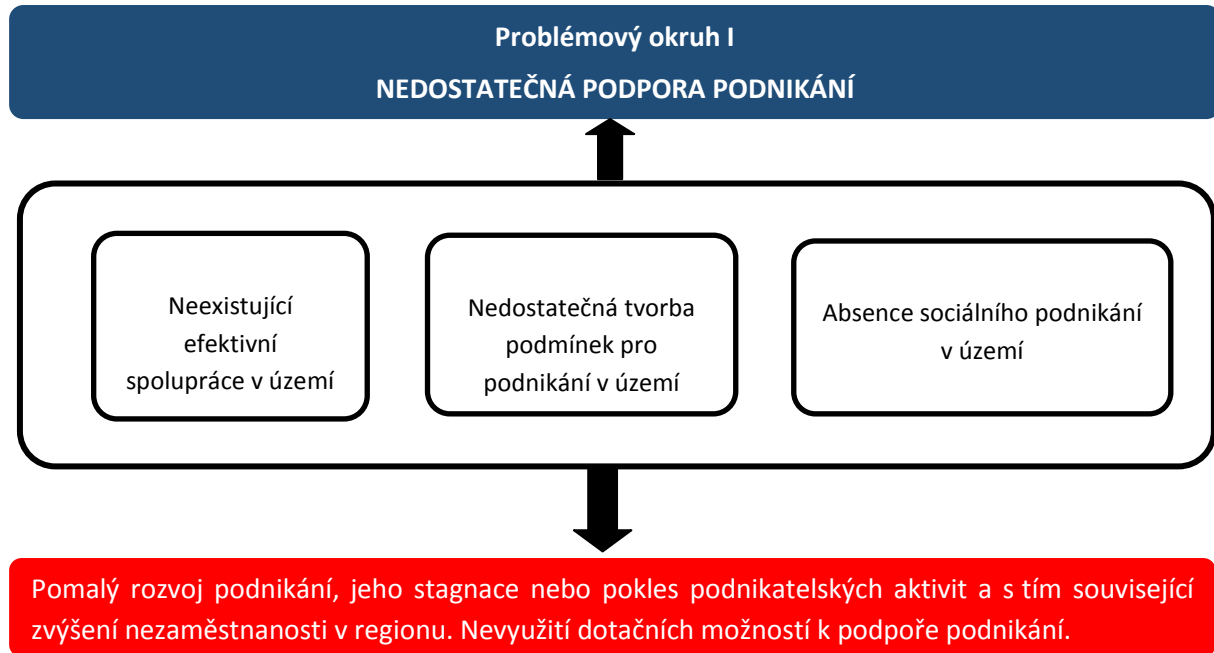 Problémový okruh I
NEDOSTATEČNÁ PODPORA PODNIKÁNÍ
Neexistující
efektivní
spolupráce v území
Nedostatečná tvorba
podmínek pro
podnikání v území
Absence sociálního podnikání
v území
Pomalý rozvoj podnikání, jeho stagnace nebo pokles podnikatelských aktivit a s tím související
zvýšení nezaměstnanosti v regionu. Nevyužití dotačních možností k podpoře podnikání.